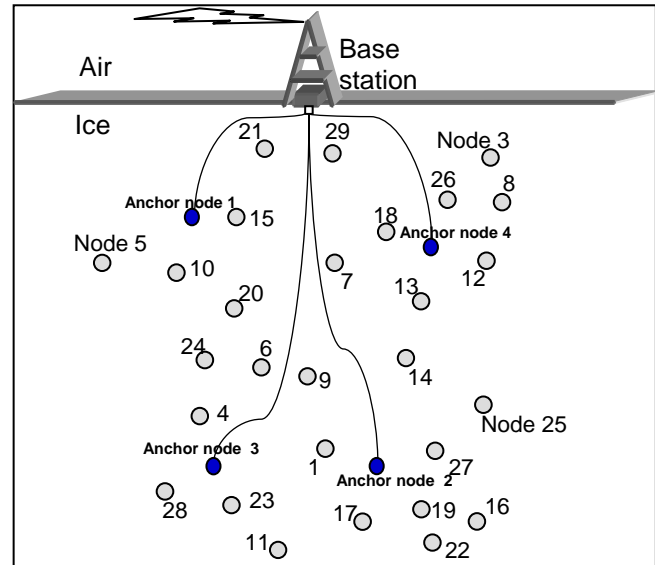 Base
station
Air
Ice
21
29
Node 3
26
8
Anchor node 1
15
18
Anchor node 4
Node 5
10
7
12
13
20
24
6
9
14
4
Node 25
Anchor node 3
1
27
Anchor node 2
28
23
17
19
16
11
22